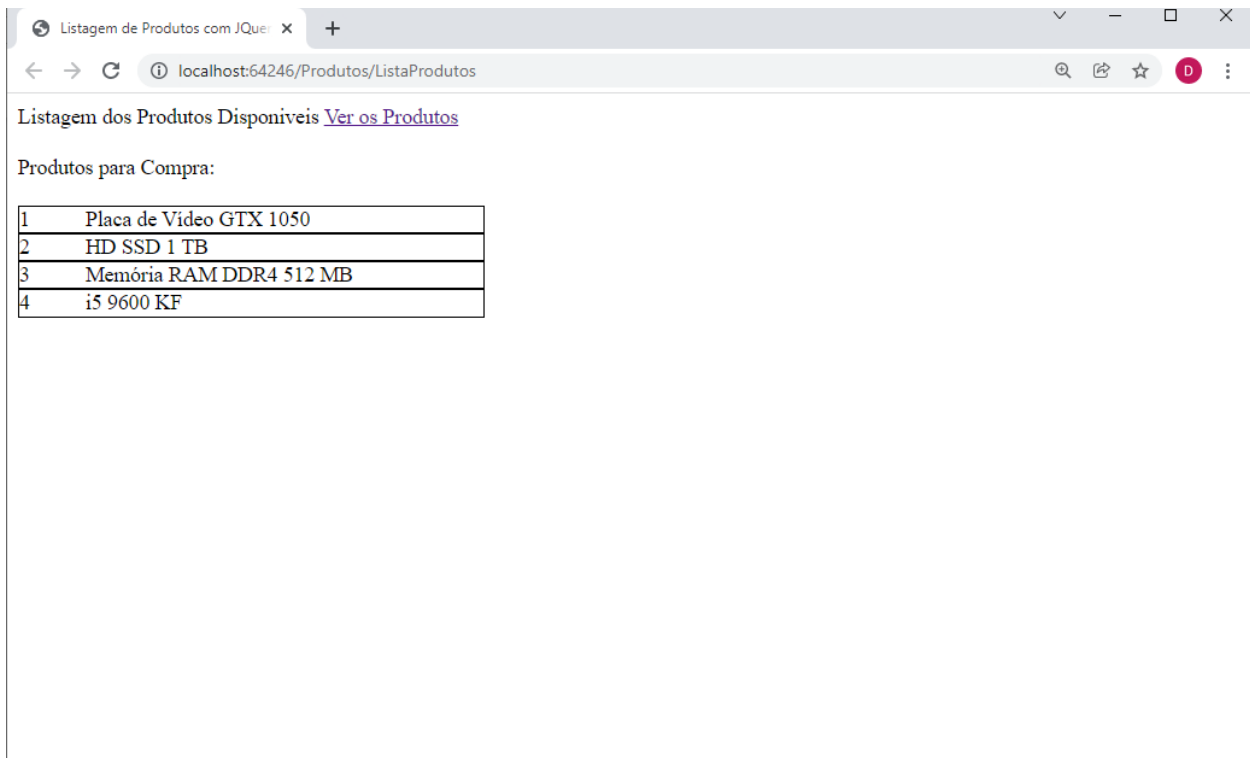 Listagem de Produtos com JQuer
localhost:64246/Produtos/ListaProdutos
D
Listagem dos Produtos Disponiveis Ver os Produtos
Produtos para Compra:
1 Placa de Vídeo GTX 1050
2 HD SSD 1 TB
3 Memória RAM DDR4 512 MB
4 i5 9600 KF